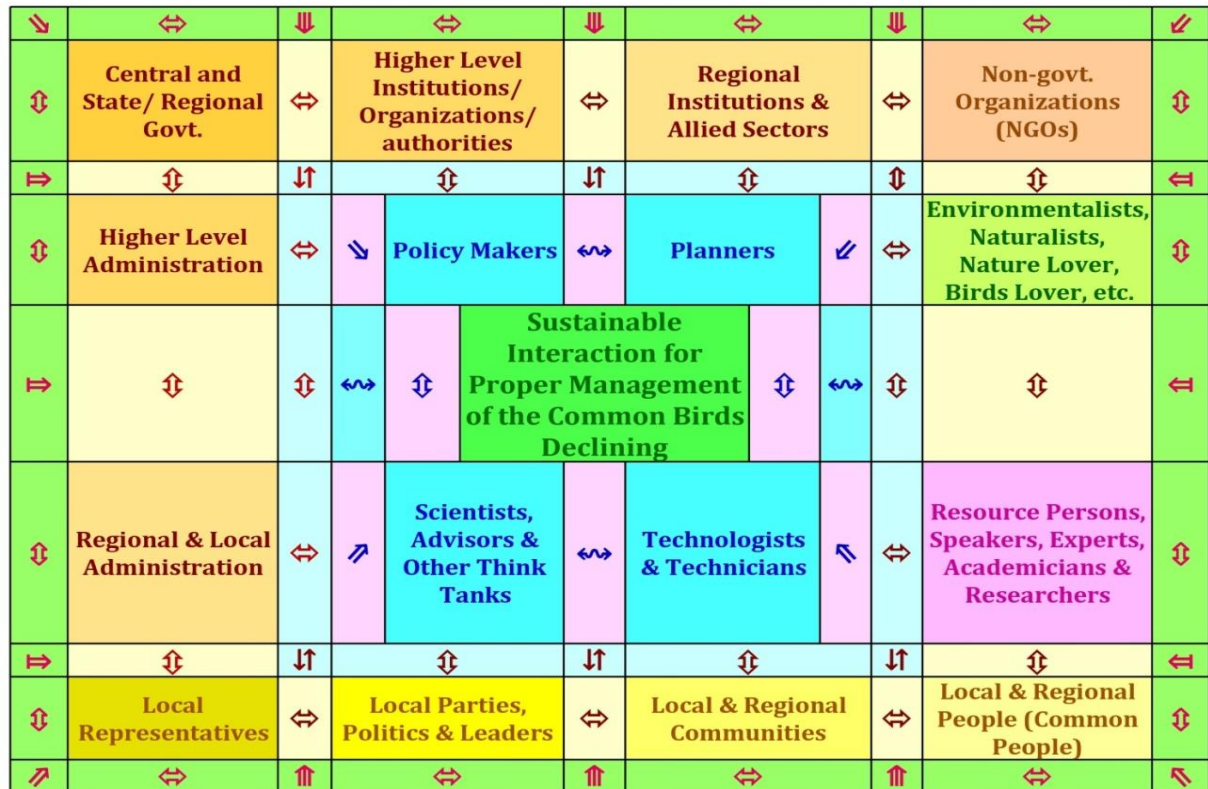 Central and
State/ Regional
Govt.
Higher Level
Institutions/
Organizations/
authorities
Regional
Institutions &
Allied Sectors
Non-govt.
Organizations
(NGOs)
Higher Level
Administration
Policy Makers
Planners
Environmentalists,
Naturalists,
Nature Lover,
Birds Lover, etc.
Sustainable
Interaction for
Proper Management
of the Common Birds
Declining
Regional & Local
Administration
Scientists,
Advisors &
Other Think
Tanks
Technologists
& Technicians
Resource Persons,
Speakers, Experts,
Academicians &
Researchers
Local
Representatives
Local Parties,
Politics & Leaders
Local & Regional
Communities
Local & Regional
People (Common
People)